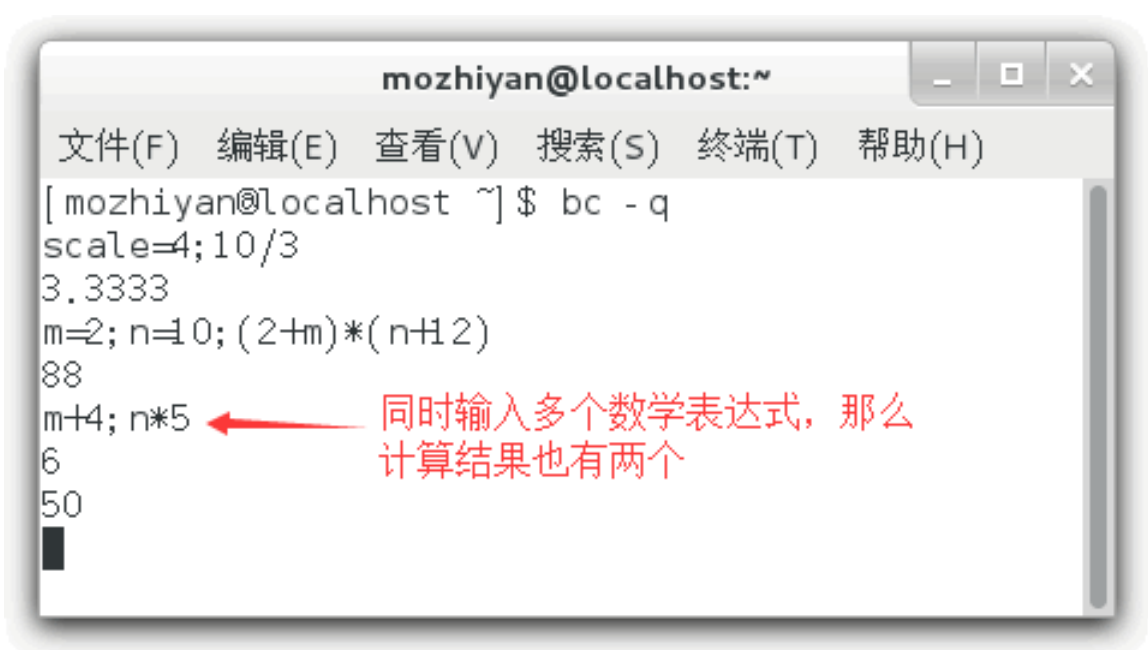 mozhiyan@localhost:~
文件(F) 编辑(E) 查看(V) 搜索(S) 终端(T) 帮助(H)
[mozhiyan@localhost ~]$ bc -q
scale=4;10/3
3.3333
m=2;n=10;(2+m)*(n+12)
88
m+4;n*5
同时输入多个数学表达式，那么
计算结果也有两个
6
50